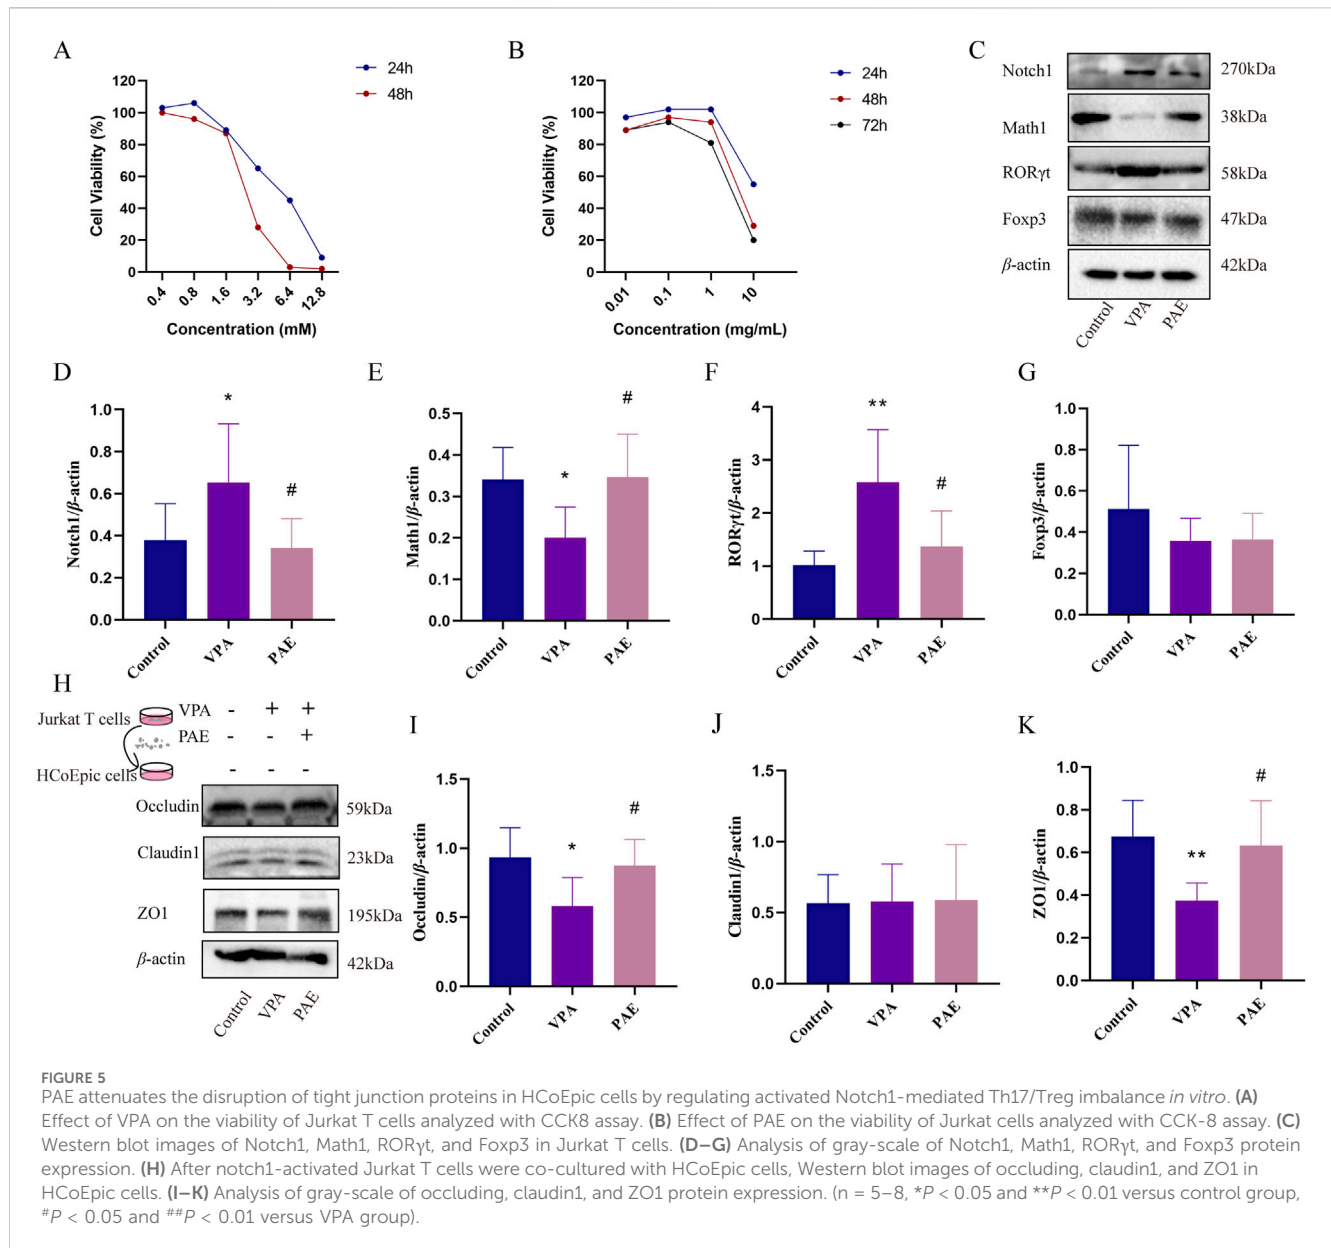 A
24h
48h
120
100
80
60
40
20
0
Cell Viability (%)
0.4
0.8
1.6
3.2
6.4
12.8
Concentration (mM)
B
24h
48h
72h
120
100
80
60
40
20
0
Cell Viability (%)
0.01
0.1
1
10
Concentration (mg/mL)
C
Notch1 270kDa
Math1 38kDa
RORγt 58kDa
Foxp3 47kDa
β-actin 42kDa
Control VPA PAE
D
1.0
0.8
0.6
0.4
0.2
0.0
Notch1/β-actin
*
#
Control VPA PAE
E
0.5
0.4
0.3
0.2
0.1
0.0
Math1/β-actin
*
#
Control VPA PAE
F
4
3
2
1
0
RORγt/β-actin
**
#
Control VPA PAE
G
1.0
0.8
0.6
0.4
0.2
0.0
Foxp3/β-actin
Control VPA PAE
H
Jurkat T cells VPA - + +
PAE - - +
HCoEpic cells - - -
Occludin 59kDa
Claudin1 23kDa
ZO1 195kDa
β-actin 42kDa
Control VPA PAE
I
1.5
1.0
0.5
0.0
Occludin/β-actin
*
#
Control VPA PAE
J
1.5
1.0
0.5
0.0
Claudin1/β-actin
Control VPA PAE
K
1.0
0.8
0.6
0.4
0.2
0.0
ZO1/β-actin
**
#
Control VPA PAE
FIGURE 5
PAE attenuates the disruption of tight junction proteins in HCoEpic cells by regulating activated Notch1-mediated Th17/Treg imbalance in vitro. (A)
Effect of VPA on the viability of Jurkat T cells analyzed with CCK8 assay. (B) Effect of PAE on the viability of Jurkat cells analyzed with CCK-8 assay. (C)
Western blot images of Notch1, Math1, RORγt, and Foxp3 in Jurkat T cells. (D–G) Analysis of gray-scale of Notch1, Math1, RORγt, and Foxp3 protein
expression. (H) After notch1-activated Jurkat T cells were co-cultured with HCoEpic cells, Western blot images of occluding, claudin1, and ZO1 in
HCoEpic cells. (I–K) Analysis of gray-scale of occluding, claudin1, and ZO1 protein expression. (n = 5–8, *P < 0.05 and **P < 0.01 versus control group,
#P < 0.05 and ##P < 0.01 versus VPA group).